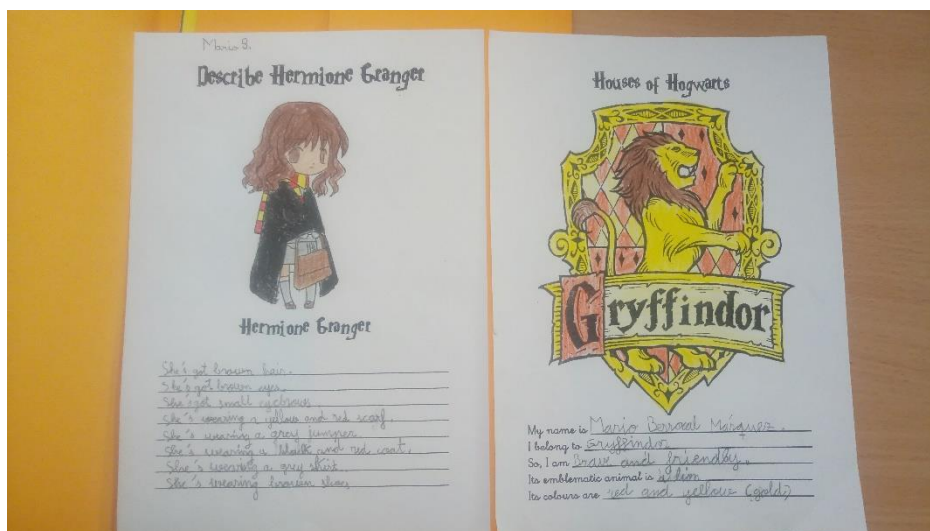 Mario B.
Describe Hermione Granger
Hermione Granger
She's got brown hair.
She's got brown eyes.
She's got small eyebrows.
She's wearing a yellow and red scarf.
She's wearing a grey jumper.
She's wearing a black and red coat.
She's wearing a grey skirt.
She's wearing brown shoes
Houses of Hogwarts
Gryffindor
My name is Mario Berrocal Márquez.
I belong to Gryffindor
So, I am Brave and friendly.
Its emblematic animal is lion
Its colours are red and yellow (gold)